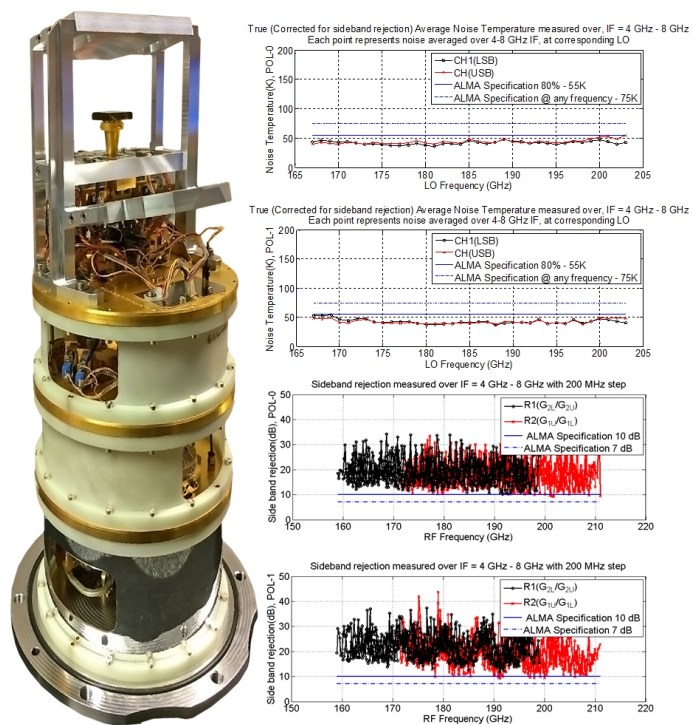 True (Corrected for sideband rejection) Average Noise Temperature measured over, IF = 4 GHz - 8 GHz
Each point represents noise averaged over 4-8 GHz IF, at corresponding LO
Noise Temperature(K), POL-0
200
150
100
50
0
CH1(LSB)
CH(USB)
ALMA Specification 80% - 55K
ALMA Specification @ any frequency - 75K
165 170 175 180 185 190 195 200 205
LO Frequency (GHz)
True (Corrected for sideband rejection) Average Noise Temperature measured over, IF = 4 GHz - 8 GHz
Each point represents noise averaged over 4-8 GHz IF, at corresponding LO
Noise Temperature(K), POL-1
200
150
100
50
0
CH1(LSB)
CH(USB)
ALMA Specification 80% - 55K
ALMA Specification @ any frequency - 75K
165 170 175 180 185 190 195 200 205
LO Frequency (GHz)
Sideband rejection measured over IF = 4 GHz - 8 GHz with 200 MHz step
Side band rejection(dB), POL-0
50
40
30
20
10
0
R1(G2L/G2U)
R2(G1U/G1L)
ALMA Specification 10 dB
ALMA Specification 7 dB
150 160 170 180 190 200 210 220
RF Frequency (GHz)
Sideband rejection measured over IF = 4 GHz - 8 GHz with 200 MHz step
Side band rejection(dB), POL-1
50
40
30
20
10
0
R1(G2L/G2U)
R2(G1U/G1L)
ALMA Specification 10 dB
ALMA Specification 7 dB
150 160 170 180 190 200 210 220
RF Frequency (GHz)